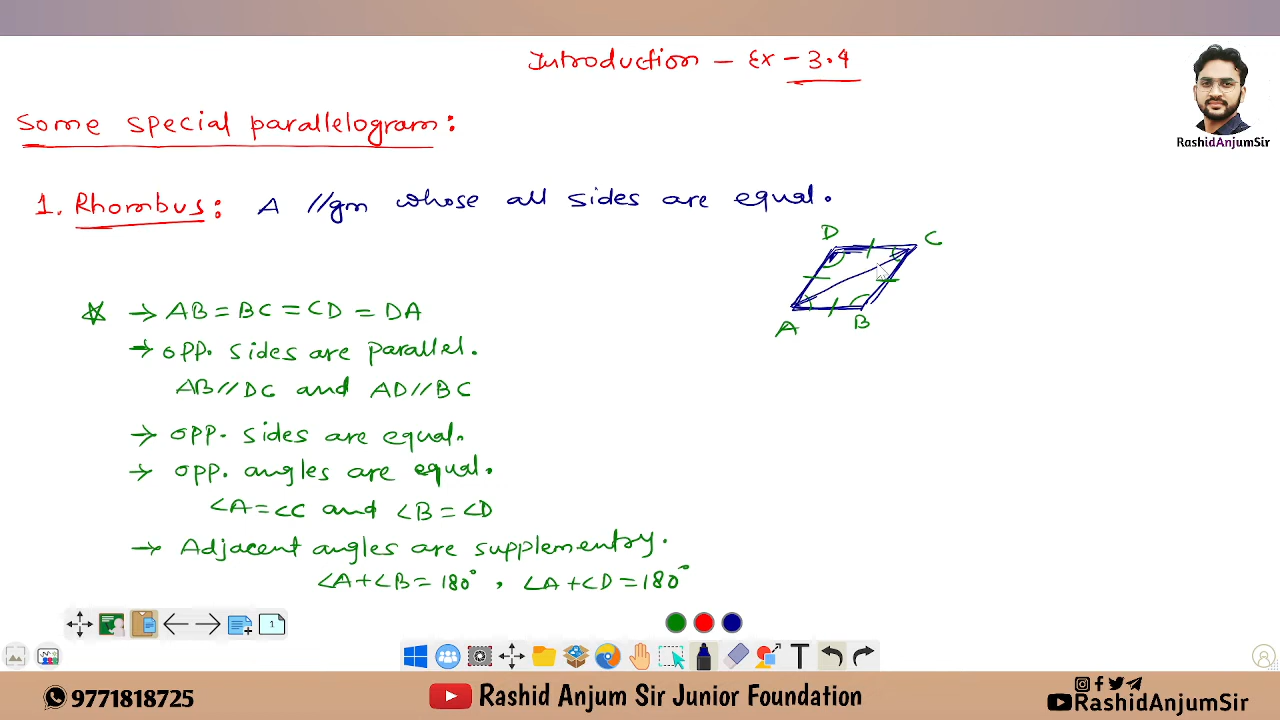 Introduction - Ex - 3.4
RashidAnjumSir
Some special parallelogram:
1. Rhombus: A //gm whose all sides are equal.
D
C
A
B
☆ → AB = BC = CD = DA
→ opp. sides are parallel.
AB // DC and AD // BC
→ opp. sides are equal.
→ opp. angles are equal.
∠A = ∠C and ∠B = ∠D
→ Adjacent angles are supplementry.
∠A + ∠B = 180°, ∠A + ∠D = 180°
1
T
9771818725
Rashid Anjum Sir Junior Foundation
RashidAnjumSir